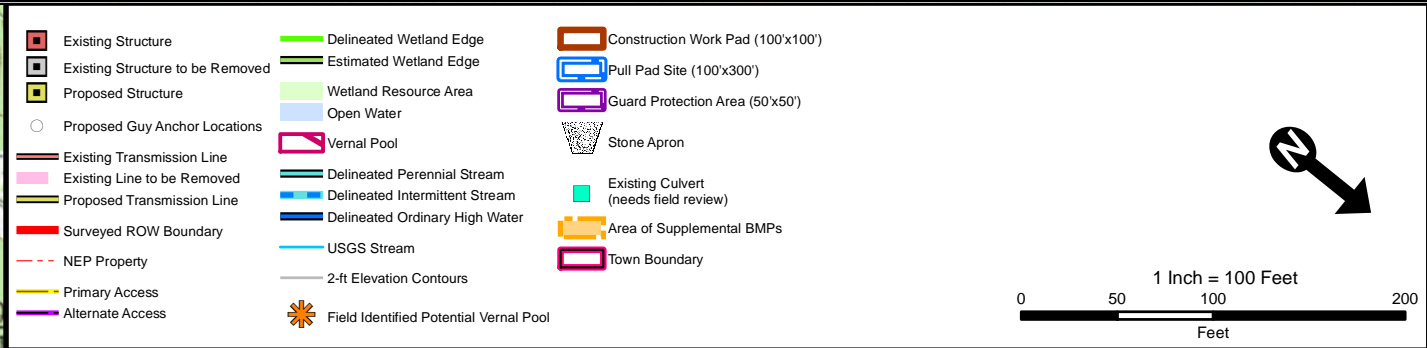 Existing Structure
Existing Structure to be Removed
Proposed Structure
Proposed Guy Anchor Locations
Existing Transmission Line
Existing Line to be Removed
Proposed Transmission Line
Surveyed ROW Boundary
NEP Property
Primary Access
Alternate Access
Delineated Wetland Edge
Estimated Wetland Edge
Wetland Resource Area
Open Water
Vernal Pool
Delineated Perennial Stream
Delineated Intermittent Stream
Delineated Ordinary High Water
USGS Stream
2-ft Elevation Contours
Field Identified Potential Vernal Pool
Construction Work Pad (100'x100')
Pull Pad Site (100'x300')
Guard Protection Area (50'x50')
Stone Apron
Existing Culvert
(needs field review)
Area of Supplemental BMPs
Town Boundary
N
1 Inch = 100 Feet
0 50 100 200
Feet